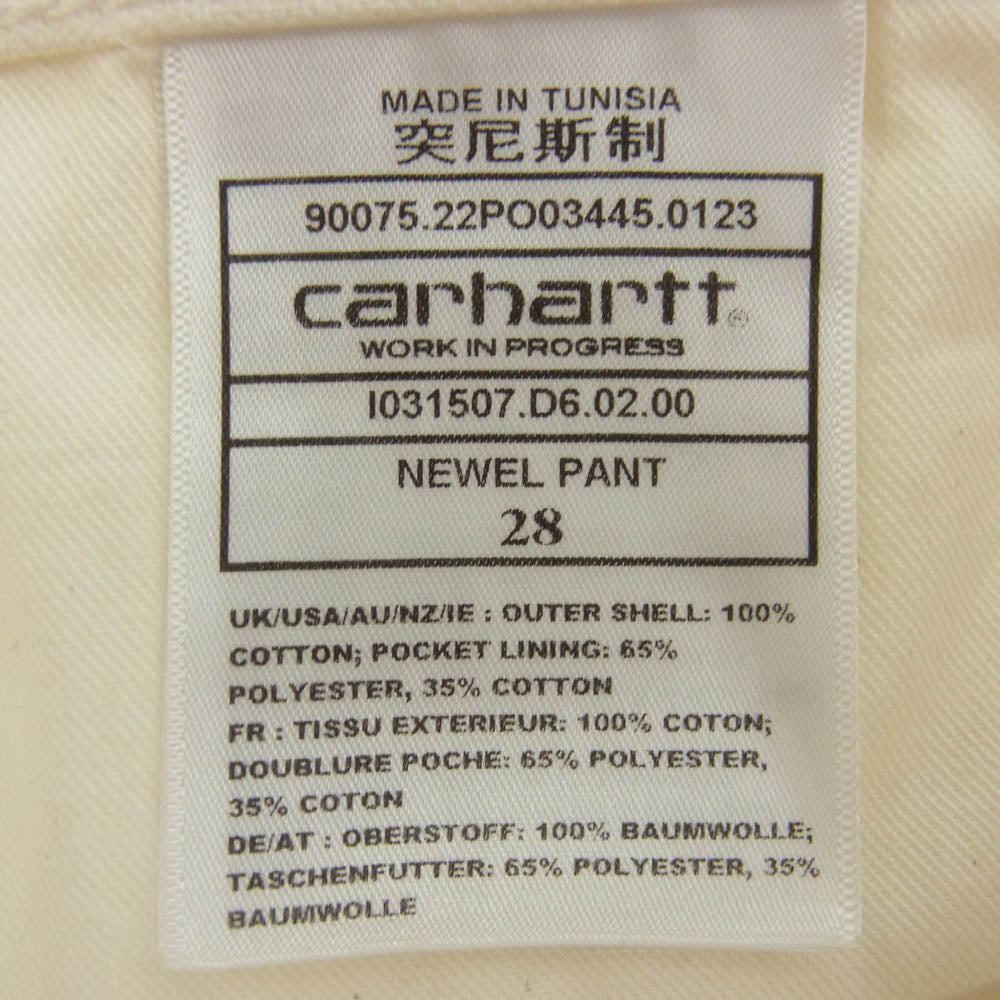 MADE IN TUNISIA
突尼斯制
90075.22PO03445.0123
carhartt®
WORK IN PROGRESS
I031507.D6.02.00
NEWEL PANT
28
UK/USA/AU/NZ/IE : OUTER SHELL: 100%
COTTON; POCKET LINING: 65%
POLYESTER, 35% COTTON
FR : TISSU EXTERIEUR: 100% COTON;
DOUBLURE POCHE: 65% POLYESTER,
35% COTON
DE/AT : OBERSTOFF: 100% BAUMWOLLE;
TASCHENFUTTER: 65% POLYESTER, 35%
BAUMWOLLE